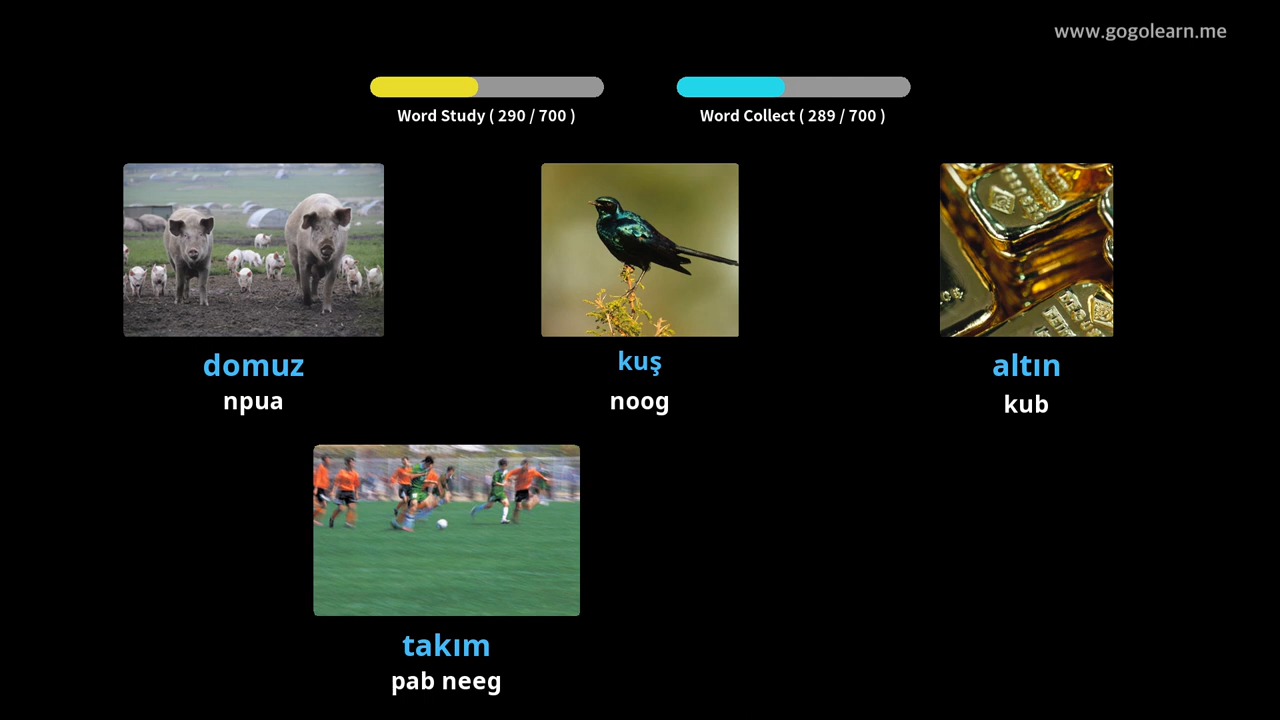 www.gogolearn.me
Word Study ( 290 / 700 )
Word Collect ( 289 / 700 )
domuz
npua
kuş
noog
altın
kub
takım
pab neeg